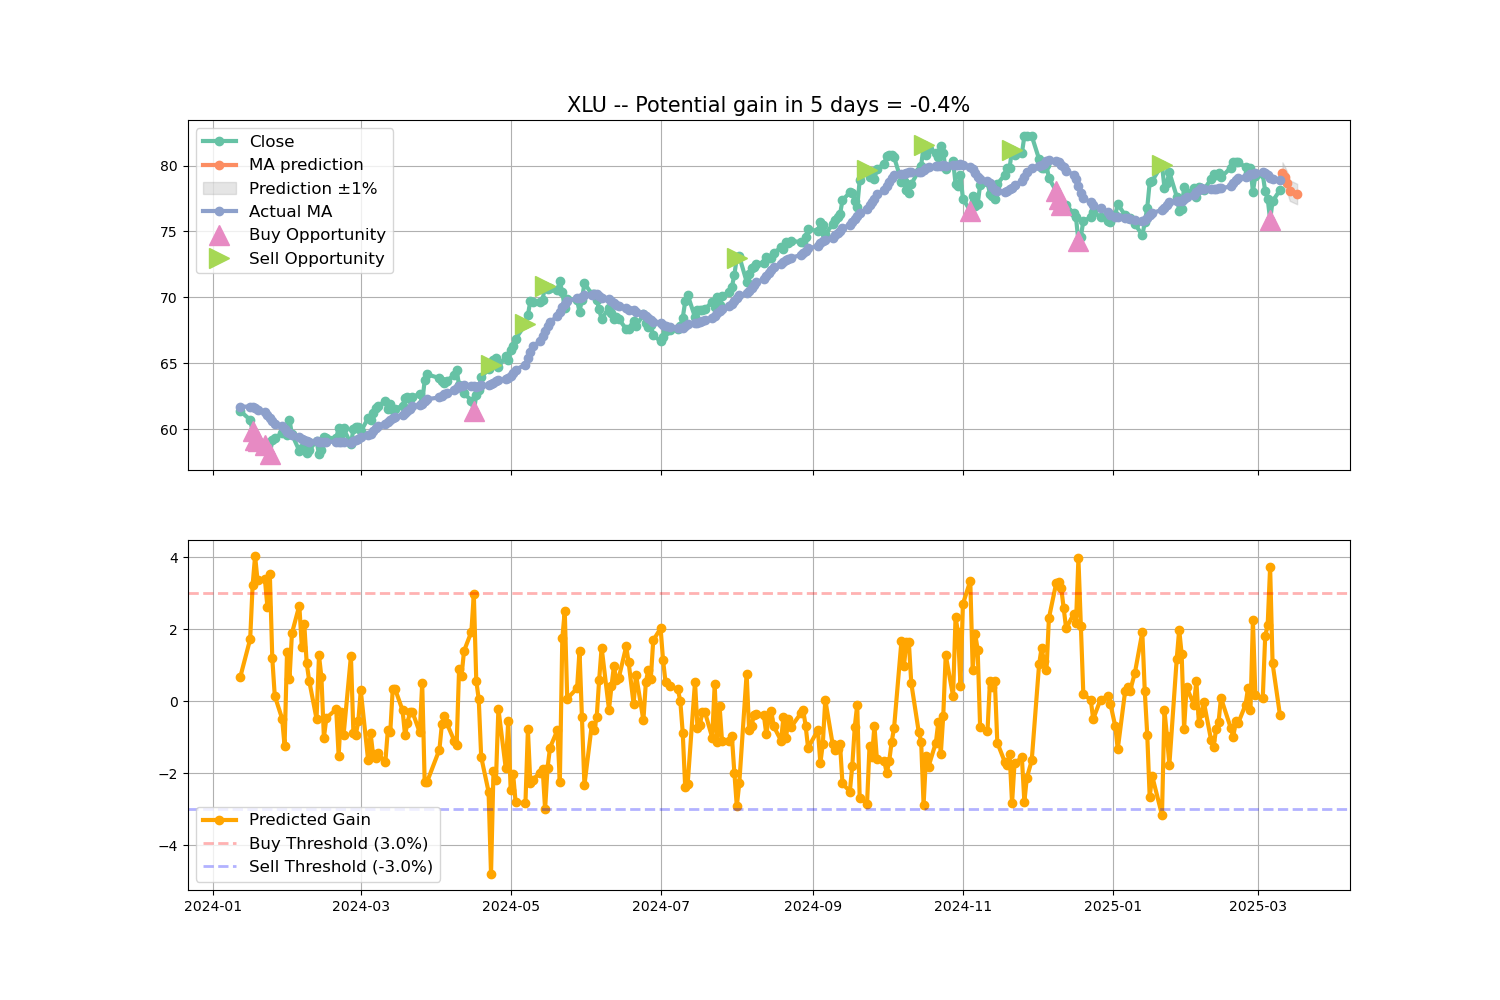 XLU -- Potential gain in 5 days = -0.4%
Close
MA prediction
Prediction ±1%
Actual MA
Buy Opportunity
Sell Opportunity
80
75
70
65
60
4
2
0
−2
−4
Predicted Gain
Buy Threshold (3.0%)
Sell Threshold (-3.0%)
2024-01 2024-03 2024-05 2024-07 2024-09 2024-11 2025-01 2025-03